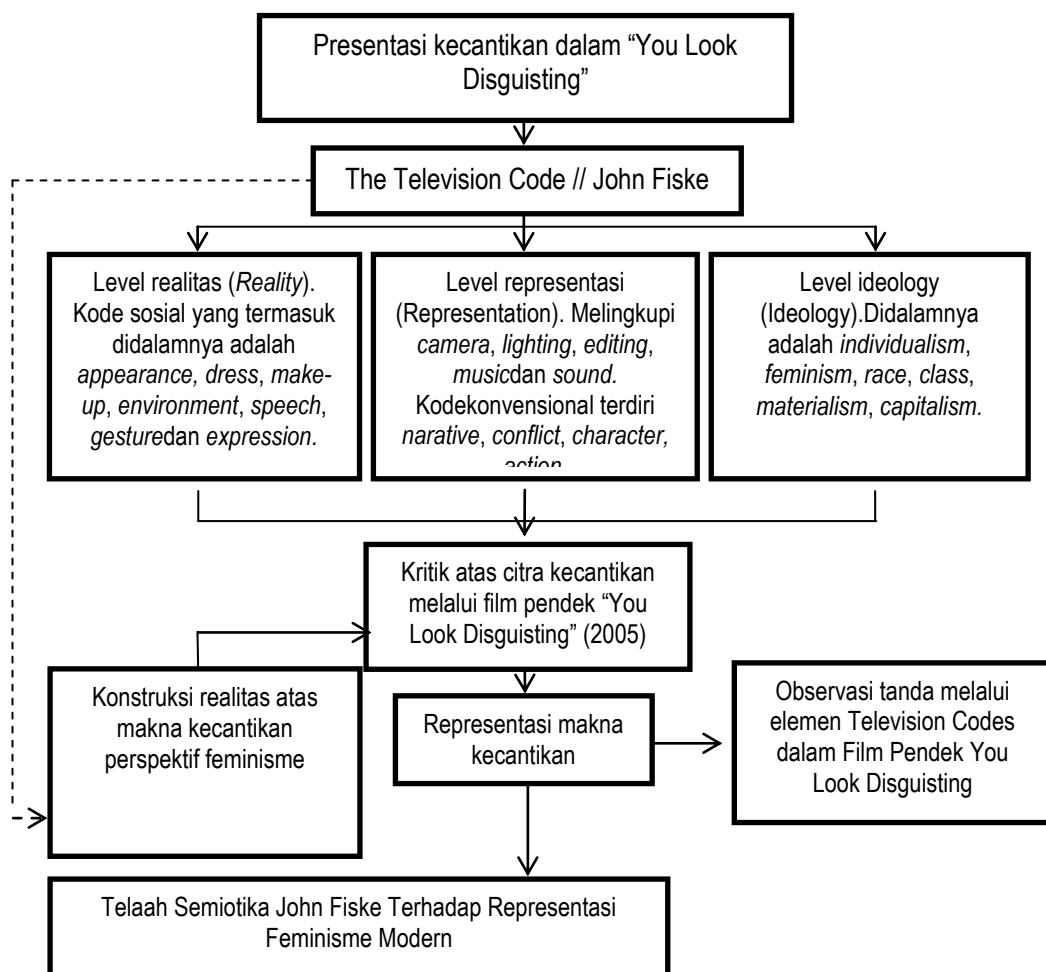 Presentasi kecantikan dalam “You Look
Disguisting”
The Television Code // John Fiske
Level realitas (Reality).
Kode sosial yang termasuk
didalamnya adalah
appearance, dress, make-
up, environment, speech,
gesturedan expression.
Level representasi
(Representation). Melingkupi
camera, lighting, editing,
musicdan sound.
Kodekonvensional terdiri
narative, conflict, character,
action
Level ideology
(Ideology).Didalamnya
adalah individualism,
feminism, race, class,
materialism, capitalism.
Kritik atas citra kecantikan
melalui film pendek “You
Look Disguisting” (2005)
Konstruksi realitas atas
makna kecantikan
perspektif feminisme
Representasi makna
kecantikan
Observasi tanda melalui
elemen Television Codes
dalam Film Pendek You
Look Disguisting
Telaah Semiotika John Fiske Terhadap Representasi
Feminisme Modern